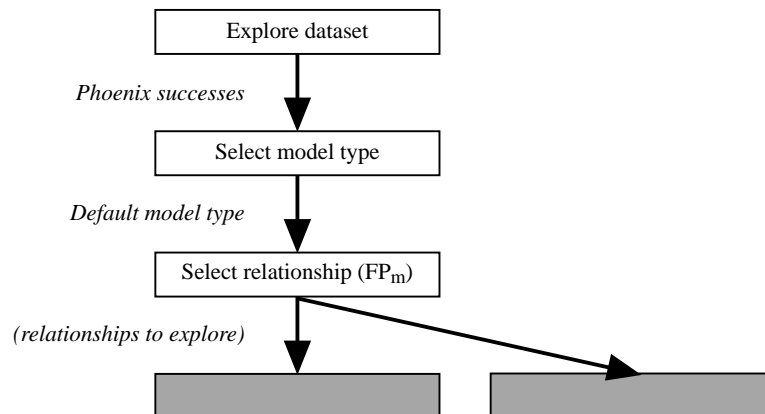 Explore dataset
Phoenix successes
Select model type
Default model type
Select relationship (FPm)
(relationships to explore)